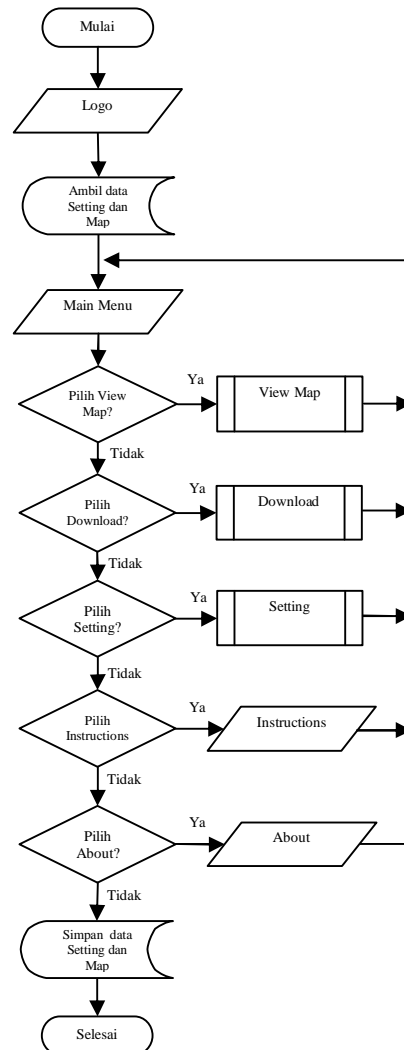 Mulai
Logo
Ambil data
Setting dan
Map
Main Menu
Pilih View
Map?
Ya
View Map
Tidak
Pilih
Download?
Ya
Download
Tidak
Pilih
Setting?
Ya
Setting
Tidak
Pilih
Instructions
Ya
Instructions
Tidak
Pilih
About?
Ya
About
Tidak
Simpan data
Setting dan
Map
Selesai